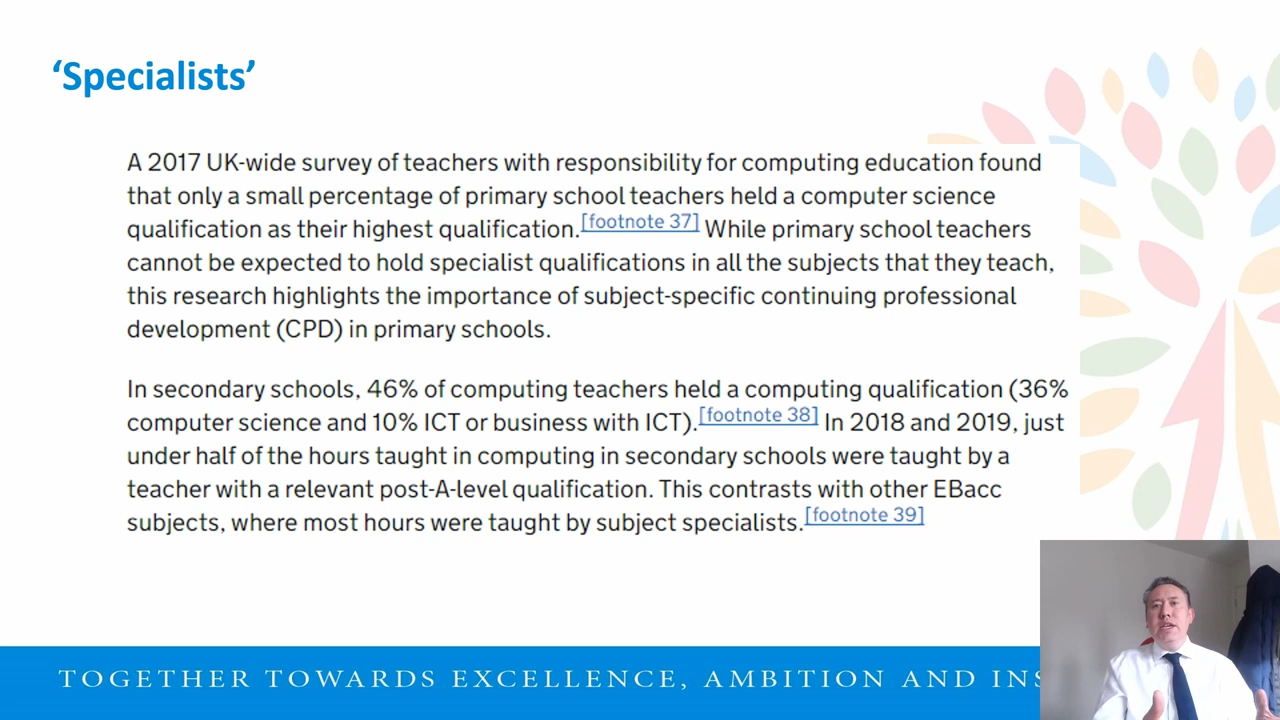 ‘Specialists’
A 2017 UK-wide survey of teachers with responsibility for computing education found
that only a small percentage of primary school teachers held a computer science
qualification as their highest qualification.[footnote 37] While primary school teachers
cannot be expected to hold specialist qualifications in all the subjects that they teach,
this research highlights the importance of subject-specific continuing professional
development (CPD) in primary schools.
In secondary schools, 46% of computing teachers held a computing qualification (36%
computer science and 10% ICT or business with ICT).[footnote 38] In 2018 and 2019, just
under half of the hours taught in computing in secondary schools were taught by a
teacher with a relevant post-A-level qualification. This contrasts with other EBacc
subjects, where most hours were taught by subject specialists.[footnote 39]
TOGETHER TOWARDS EXCELLENCE, AMBITION AND